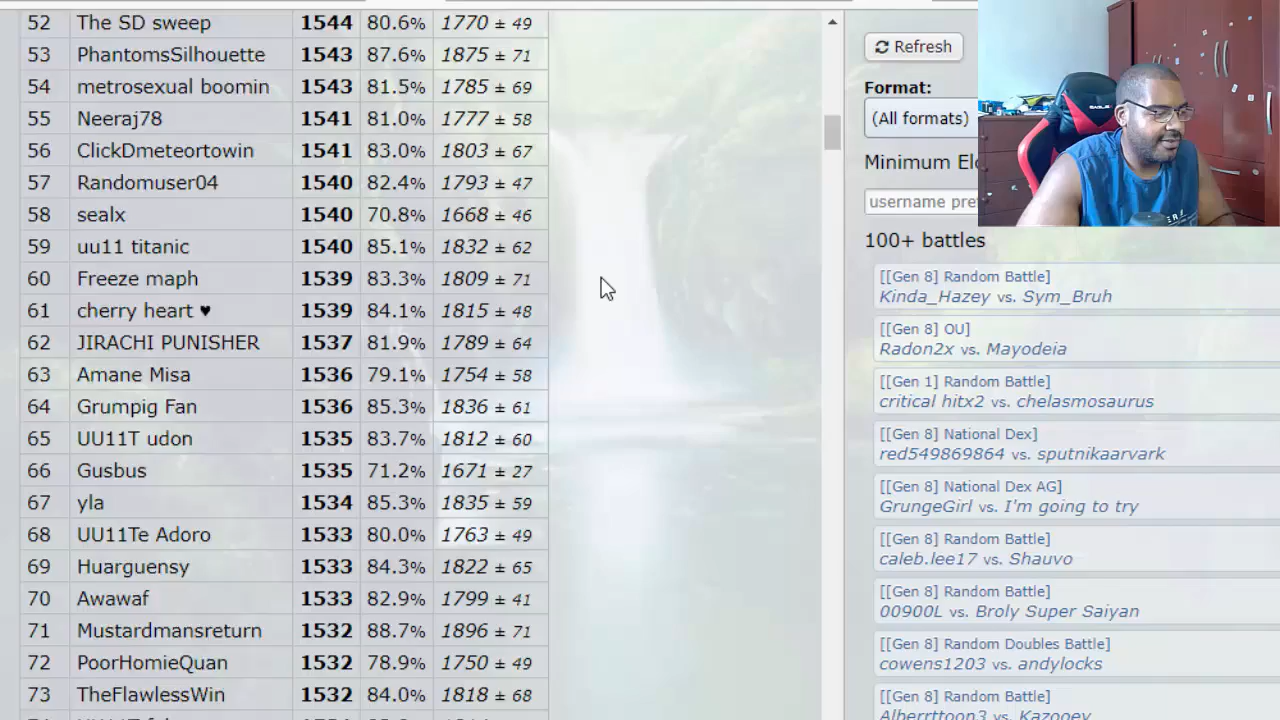 52 The SD sweep 1544 80.6% 1770 ± 49
53 PhantomsSilhouette 1543 87.6% 1875 ± 71
54 metrosexual boomin 1543 81.5% 1785 ± 69
55 Neeraj78 1541 81.0% 1777 ± 58
56 ClickDmeteortowin 1541 83.0% 1803 ± 67
57 Randomuser04 1540 82.4% 1793 ± 47
58 sealx 1540 70.8% 1668 ± 46
59 uu11 titanic 1540 85.1% 1832 ± 62
60 Freeze maph 1539 83.3% 1809 ± 71
61 cherry heart ♥ 1539 84.1% 1815 ± 48
62 JIRACHI PUNISHER 1537 81.9% 1789 ± 64
63 Amane Misa 1536 79.1% 1754 ± 58
64 Grumpig Fan 1536 85.3% 1836 ± 61
65 UU11T udon 1535 83.7% 1812 ± 60
66 Gusbus 1535 71.2% 1671 ± 27
67 yla 1534 85.3% 1835 ± 59
68 UU11Te Adoro 1533 80.0% 1763 ± 49
69 Huarguensy 1533 84.3% 1822 ± 65
70 Awawaf 1533 82.9% 1799 ± 41
71 Mustardmansreturn 1532 88.7% 1896 ± 71
72 PoorHomieQuan 1532 78.9% 1750 ± 49
73 TheFlawlessWin 1532 84.0% 1818 ± 68
Refresh
Format:
(All formats)
Minimum Elo
username pre
100+ battles
[[Gen 8] Random Battle]
Kinda_Hazey vs. Sym_Bruh
[[Gen 8] OU]
Radon2x vs. Mayodeia
[[Gen 1] Random Battle]
critical hitx2 vs. chelasmosaurus
[[Gen 8] National Dex]
red549869864 vs. sputnikaarvark
[[Gen 8] National Dex AG]
GrungeGirl vs. I'm going to try
[[Gen 8] Random Battle]
caleb.lee17 vs. Shauvo
[[Gen 8] Random Battle]
00900L vs. Broly Super Saiyan
[[Gen 8] Random Doubles Battle]
cowens1203 vs. andylocks
[[Gen 8] Random Battle]
Alberrttoon3 vs. Kazooey